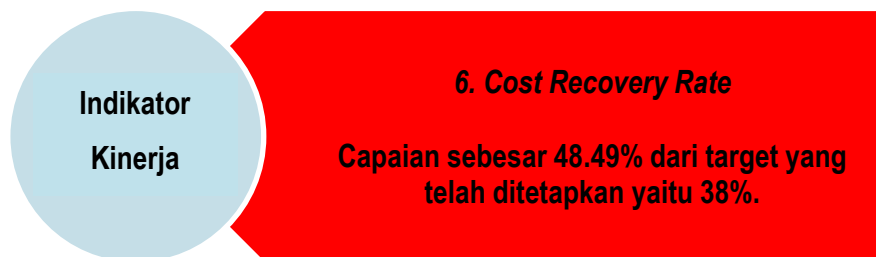 Indikator
Kinerja
6. Cost Recovery Rate
Capaian sebesar 48.49% dari target yang
telah ditetapkan yaitu 38%.